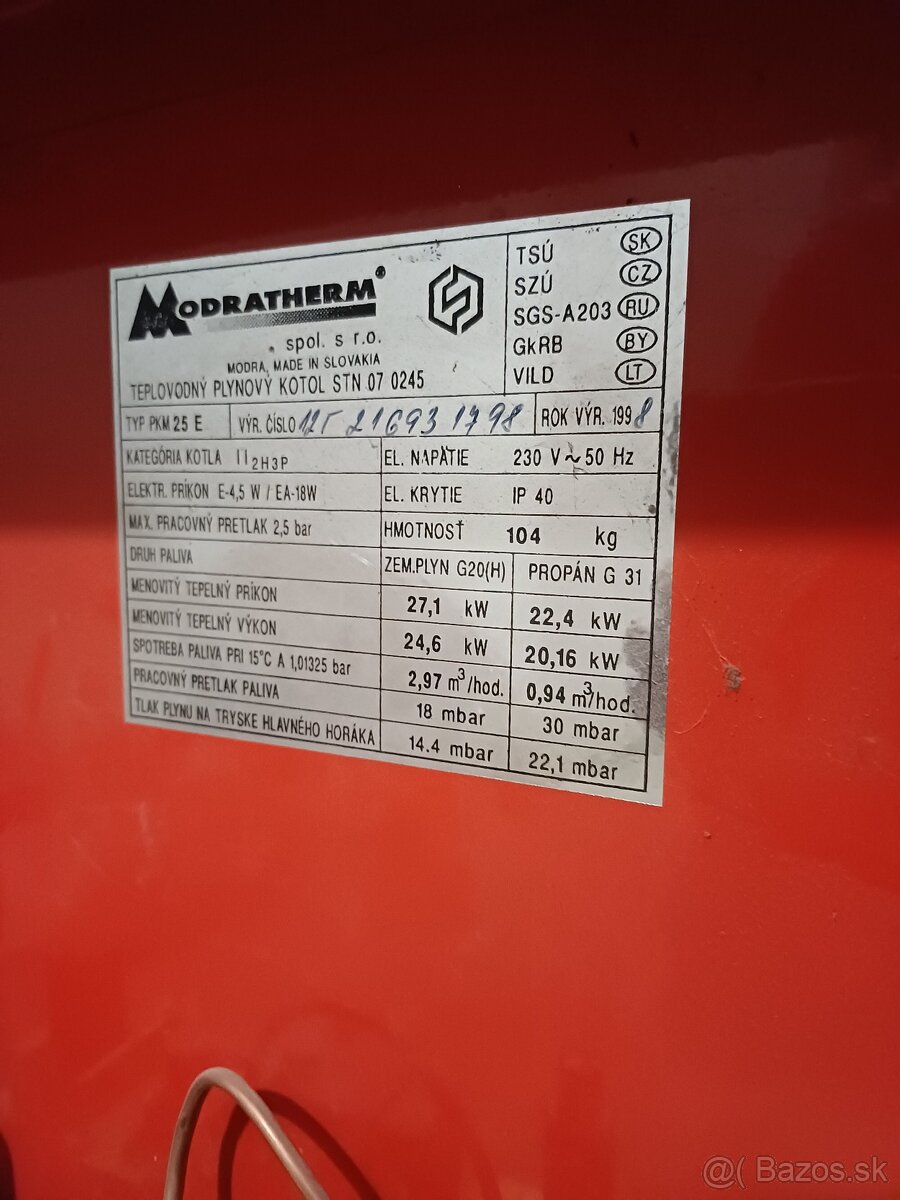 MODRATHERM®
spol. s r.o.
MODRA, MADE IN SLOVAKIA
TEPLOVODNÝ PLYNOVÝ KOTOL STN 07 0245
TSÚ SK
SZÚ CZ
SGS-A203 RU
GkRB BY
VILD LT
TYP PKM 25 E VÝR. ČÍSLO 12T 21693 1798 ROK VÝR. 1998
KATEGÓRIA KOTLA II2H3P EL. NAPÄTIE 230 V ~ 50 Hz
ELEKTR. PRÍKON E-4,5 W / EA-18W EL. KRYTIE IP 40
MAX. PRACOVNÝ PRETLAK 2,5 bar HMOTNOSŤ 104 kg
DRUH PALIVA ZEM.PLYN G20(H) PROPÁN G 31
MENOVITÝ TEPELNÝ PRÍKON 27,1 kW 22,4 kW
MENOVITÝ TEPELNÝ VÝKON 24,6 kW 20,16 kW
SPOTREBA PALIVA PRI 15°C A 1,01325 bar 2,97 m³/hod. 0,94 m³/hod.
PRACOVNÝ PRETLAK PALIVA 18 mbar 30 mbar
TLAK PLYNU NA TRYSKE HLAVNÉHO HORÁKA 14.4 mbar 22,1 mbar
@( Bazos.sk